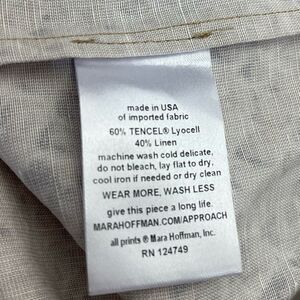 made in USA
of imported fabric
60% TENCEL® Lyocell
40% Linen
machine wash cold delicate,
do not bleach, lay flat to dry,
cool iron if needed or dry clean
WEAR MORE, WASH LESS
give this piece a long life.
MARAHOFFMAN.COM/APPROACH
all prints ® Mara Hoffman, Inc.
RN 124749